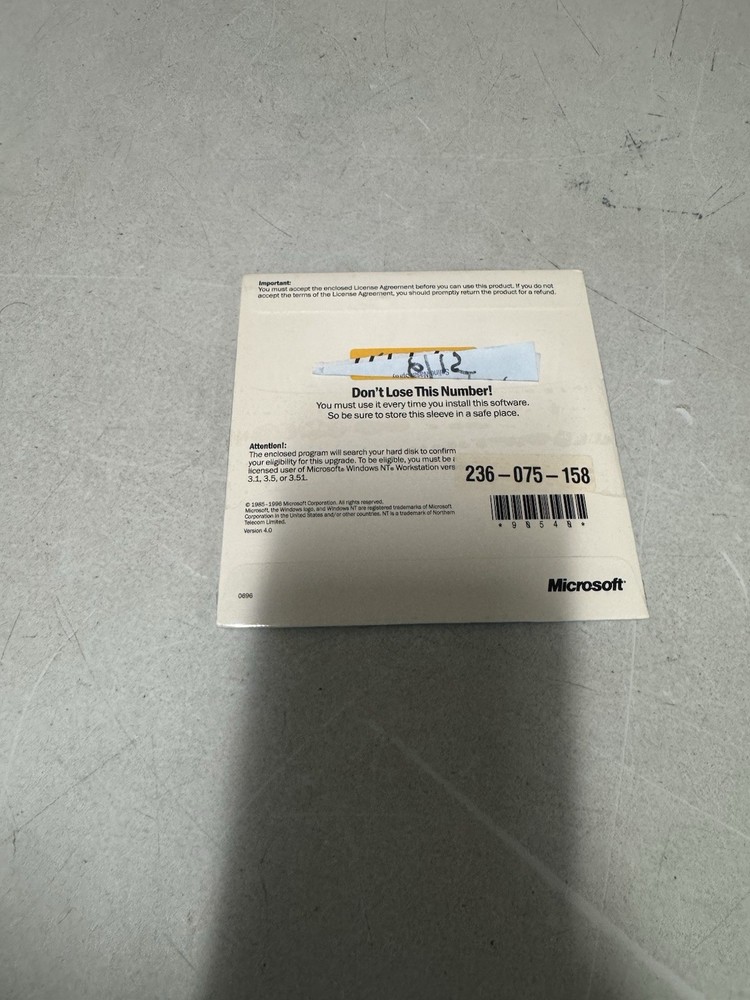 Important:
You must accept the enclosed License Agreement before you can use this product. If you do not
accept the terms of the License Agreement, you should promptly return the product for a refund.
Don't Lose This Number!
You must use it every time you install this software.
So be sure to store this sleeve in a safe place.
Attention!:
The enclosed program will search your hard disk to confirm
your eligibility for this upgrade. To be eligible, you must be a
licensed user of Microsoft® Windows NT® Workstation vers
3.1, 3.5, or 3.51.
236-075-158
*98548*
© 1985-1996 Microsoft Corporation. All rights reserved.
Microsoft, the Windows logo, and Windows NT are registered trademarks of Microsoft
Corporation in the United States and/or other countries. NT is a trademark of Northern
Telecom Limited.
Version 4.0
0896
Microsoft®